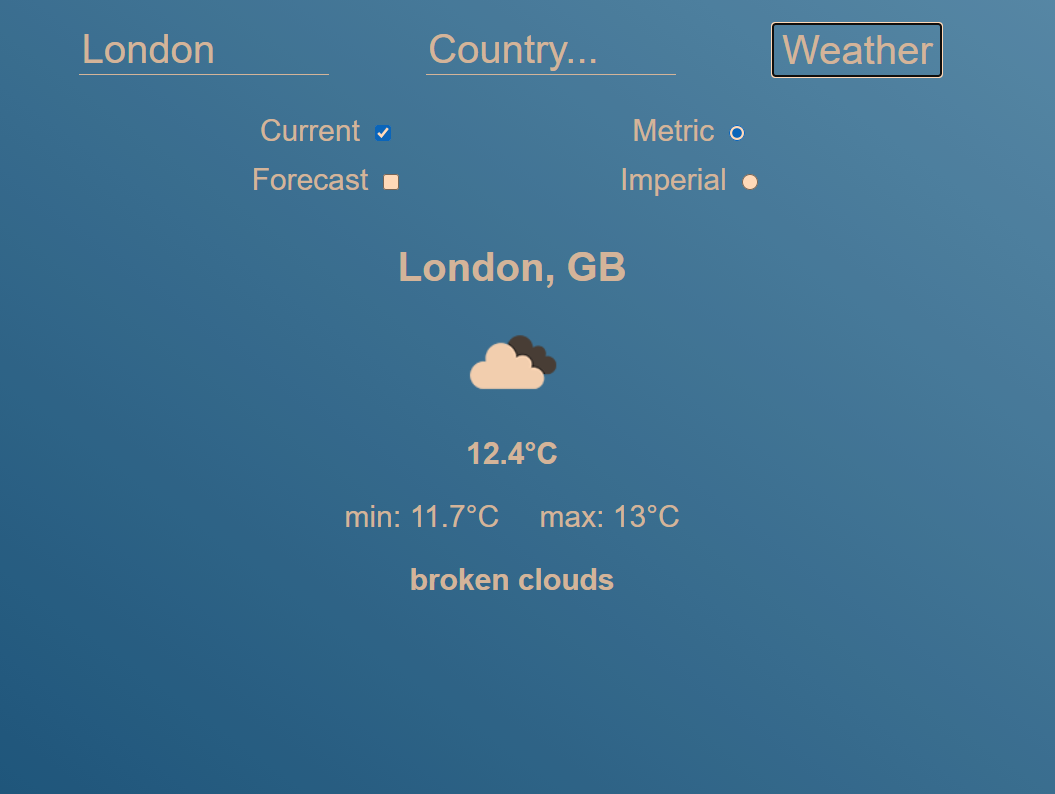 London Country... Weather
Current Metric
Forecast Imperial
London, GB
12.4°C
min: 11.7°C max: 13°C
broken clouds